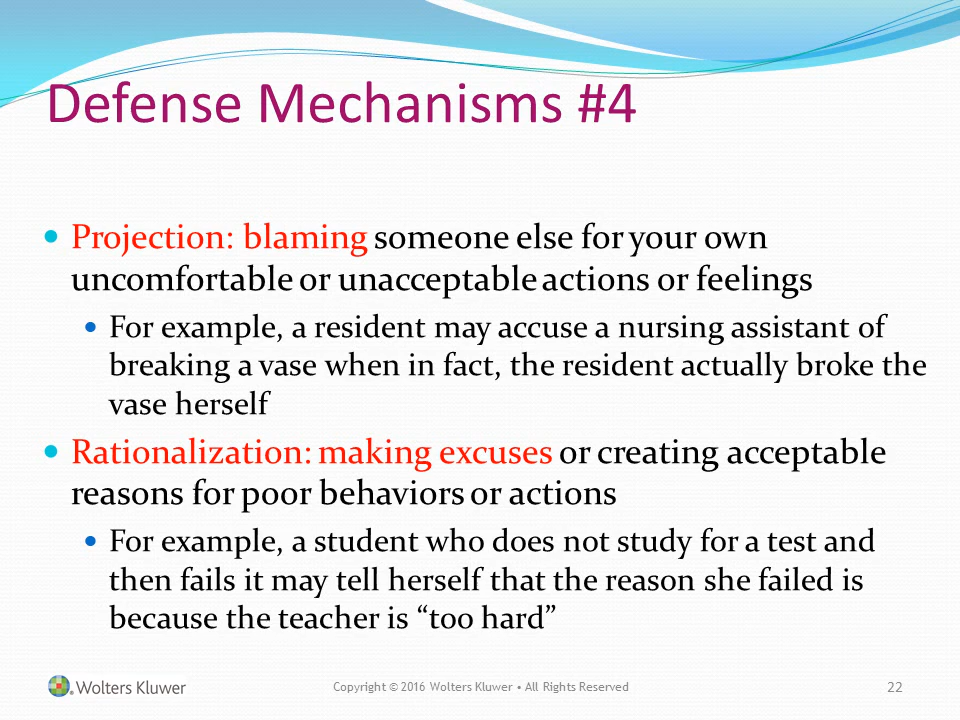 Defense Mechanisms #4
• Projection: blaming someone else for your own
uncomfortable or unacceptable actions or feelings
• For example, a resident may accuse a nursing assistant of
breaking a vase when in fact, the resident actually broke the
vase herself
• Rationalization: making excuses or creating acceptable
reasons for poor behaviors or actions
• For example, a student who does not study for a test and
then fails it may tell herself that the reason she failed is
because the teacher is “too hard”
Wolters Kluwer
Copyright © 2016 Wolters Kluwer • All Rights Reserved
22